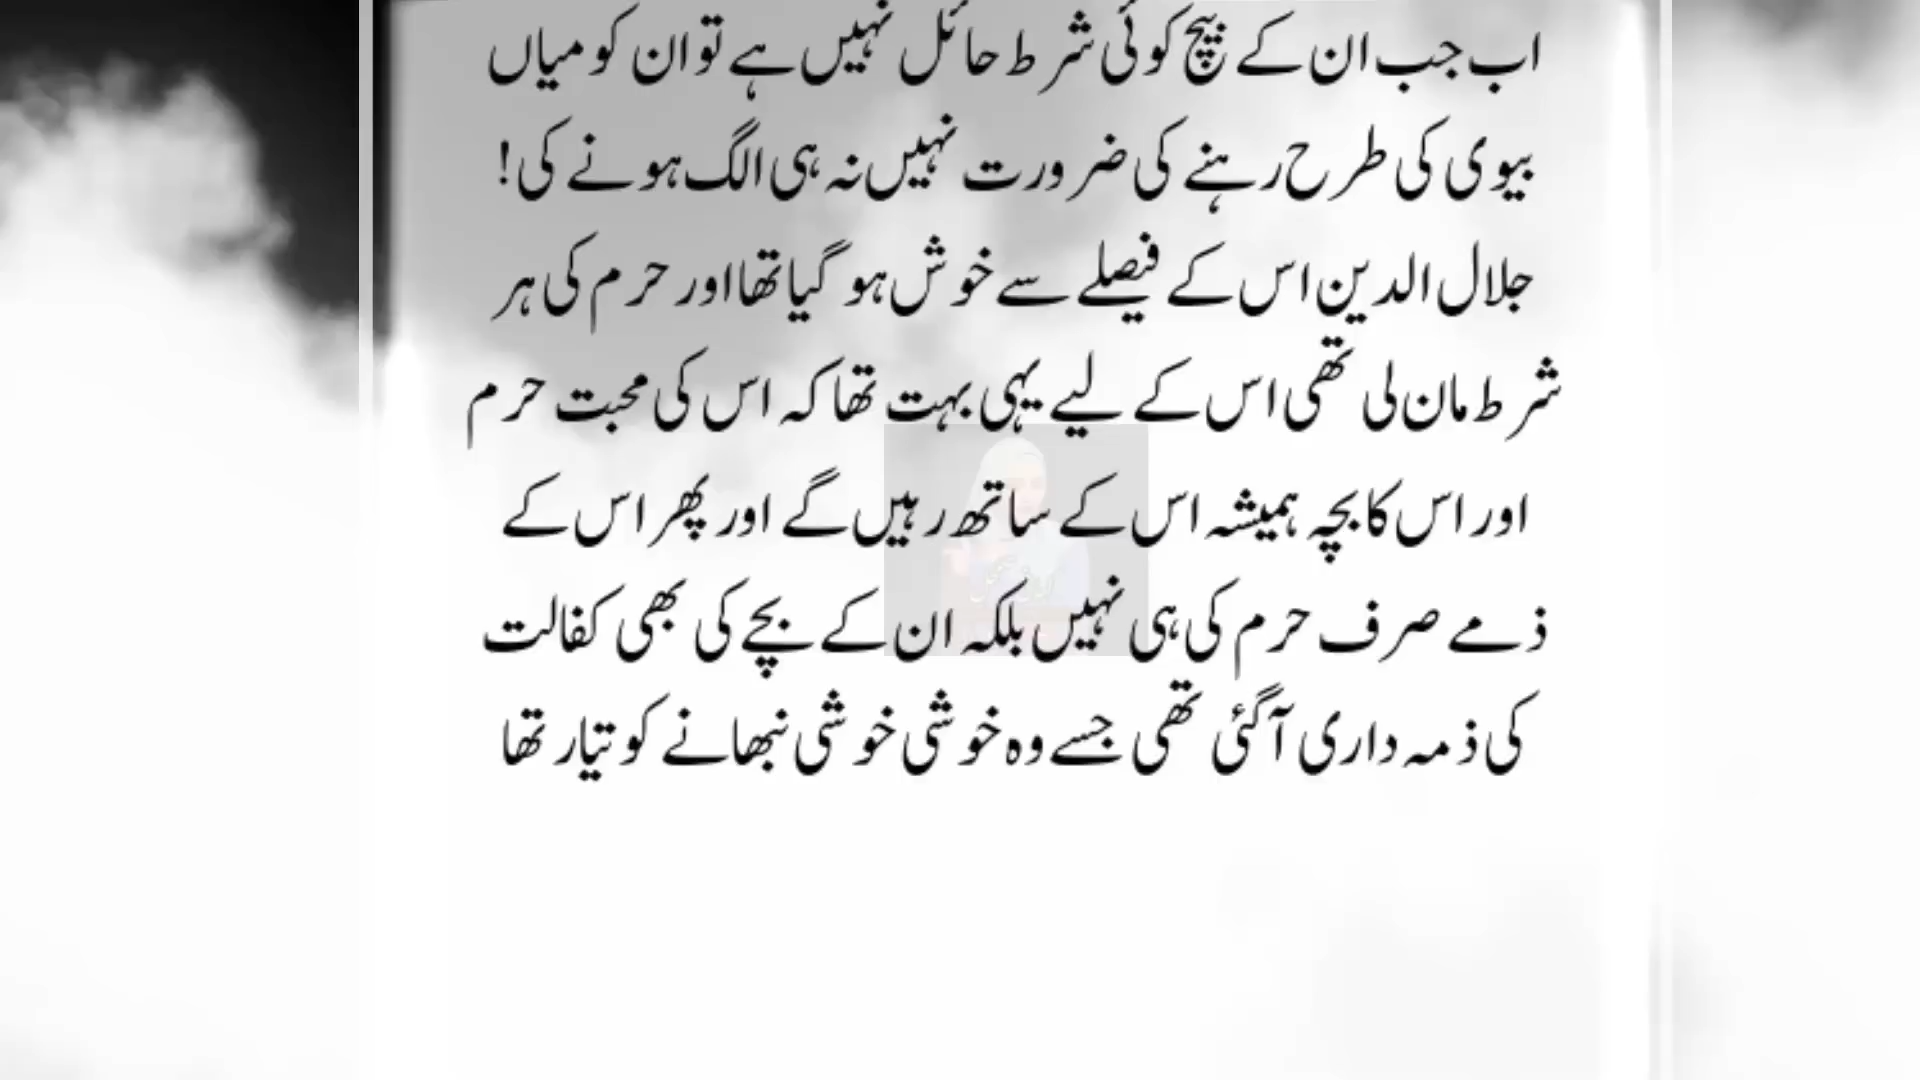 اب جب ان کے بیچ کوئی شرط حائل نہیں ہے تو ان کو میاں
بیوی کی طرح رہنے کی ضرورت نہیں نہ ہی الگ ہونے کی!
جلال الدین اس کے فیصلے سے خوش ہو گیا تھا اور حرم کی ہر
شرط مان لی تھی اس کے لیے یہی بہت تھا کہ اس کی محبت حرم
اور اس کا بچہ ہمیشہ اس کے ساتھ رہیں گے اور پھر اس کے
ذمے صرف حرم کی ہی نہیں بلکہ ان کے بچے کی بھی کفالت
کی ذمہ داری آگئی تھی جسے وہ خوشی خوشی نبھانے کو تیار تھا